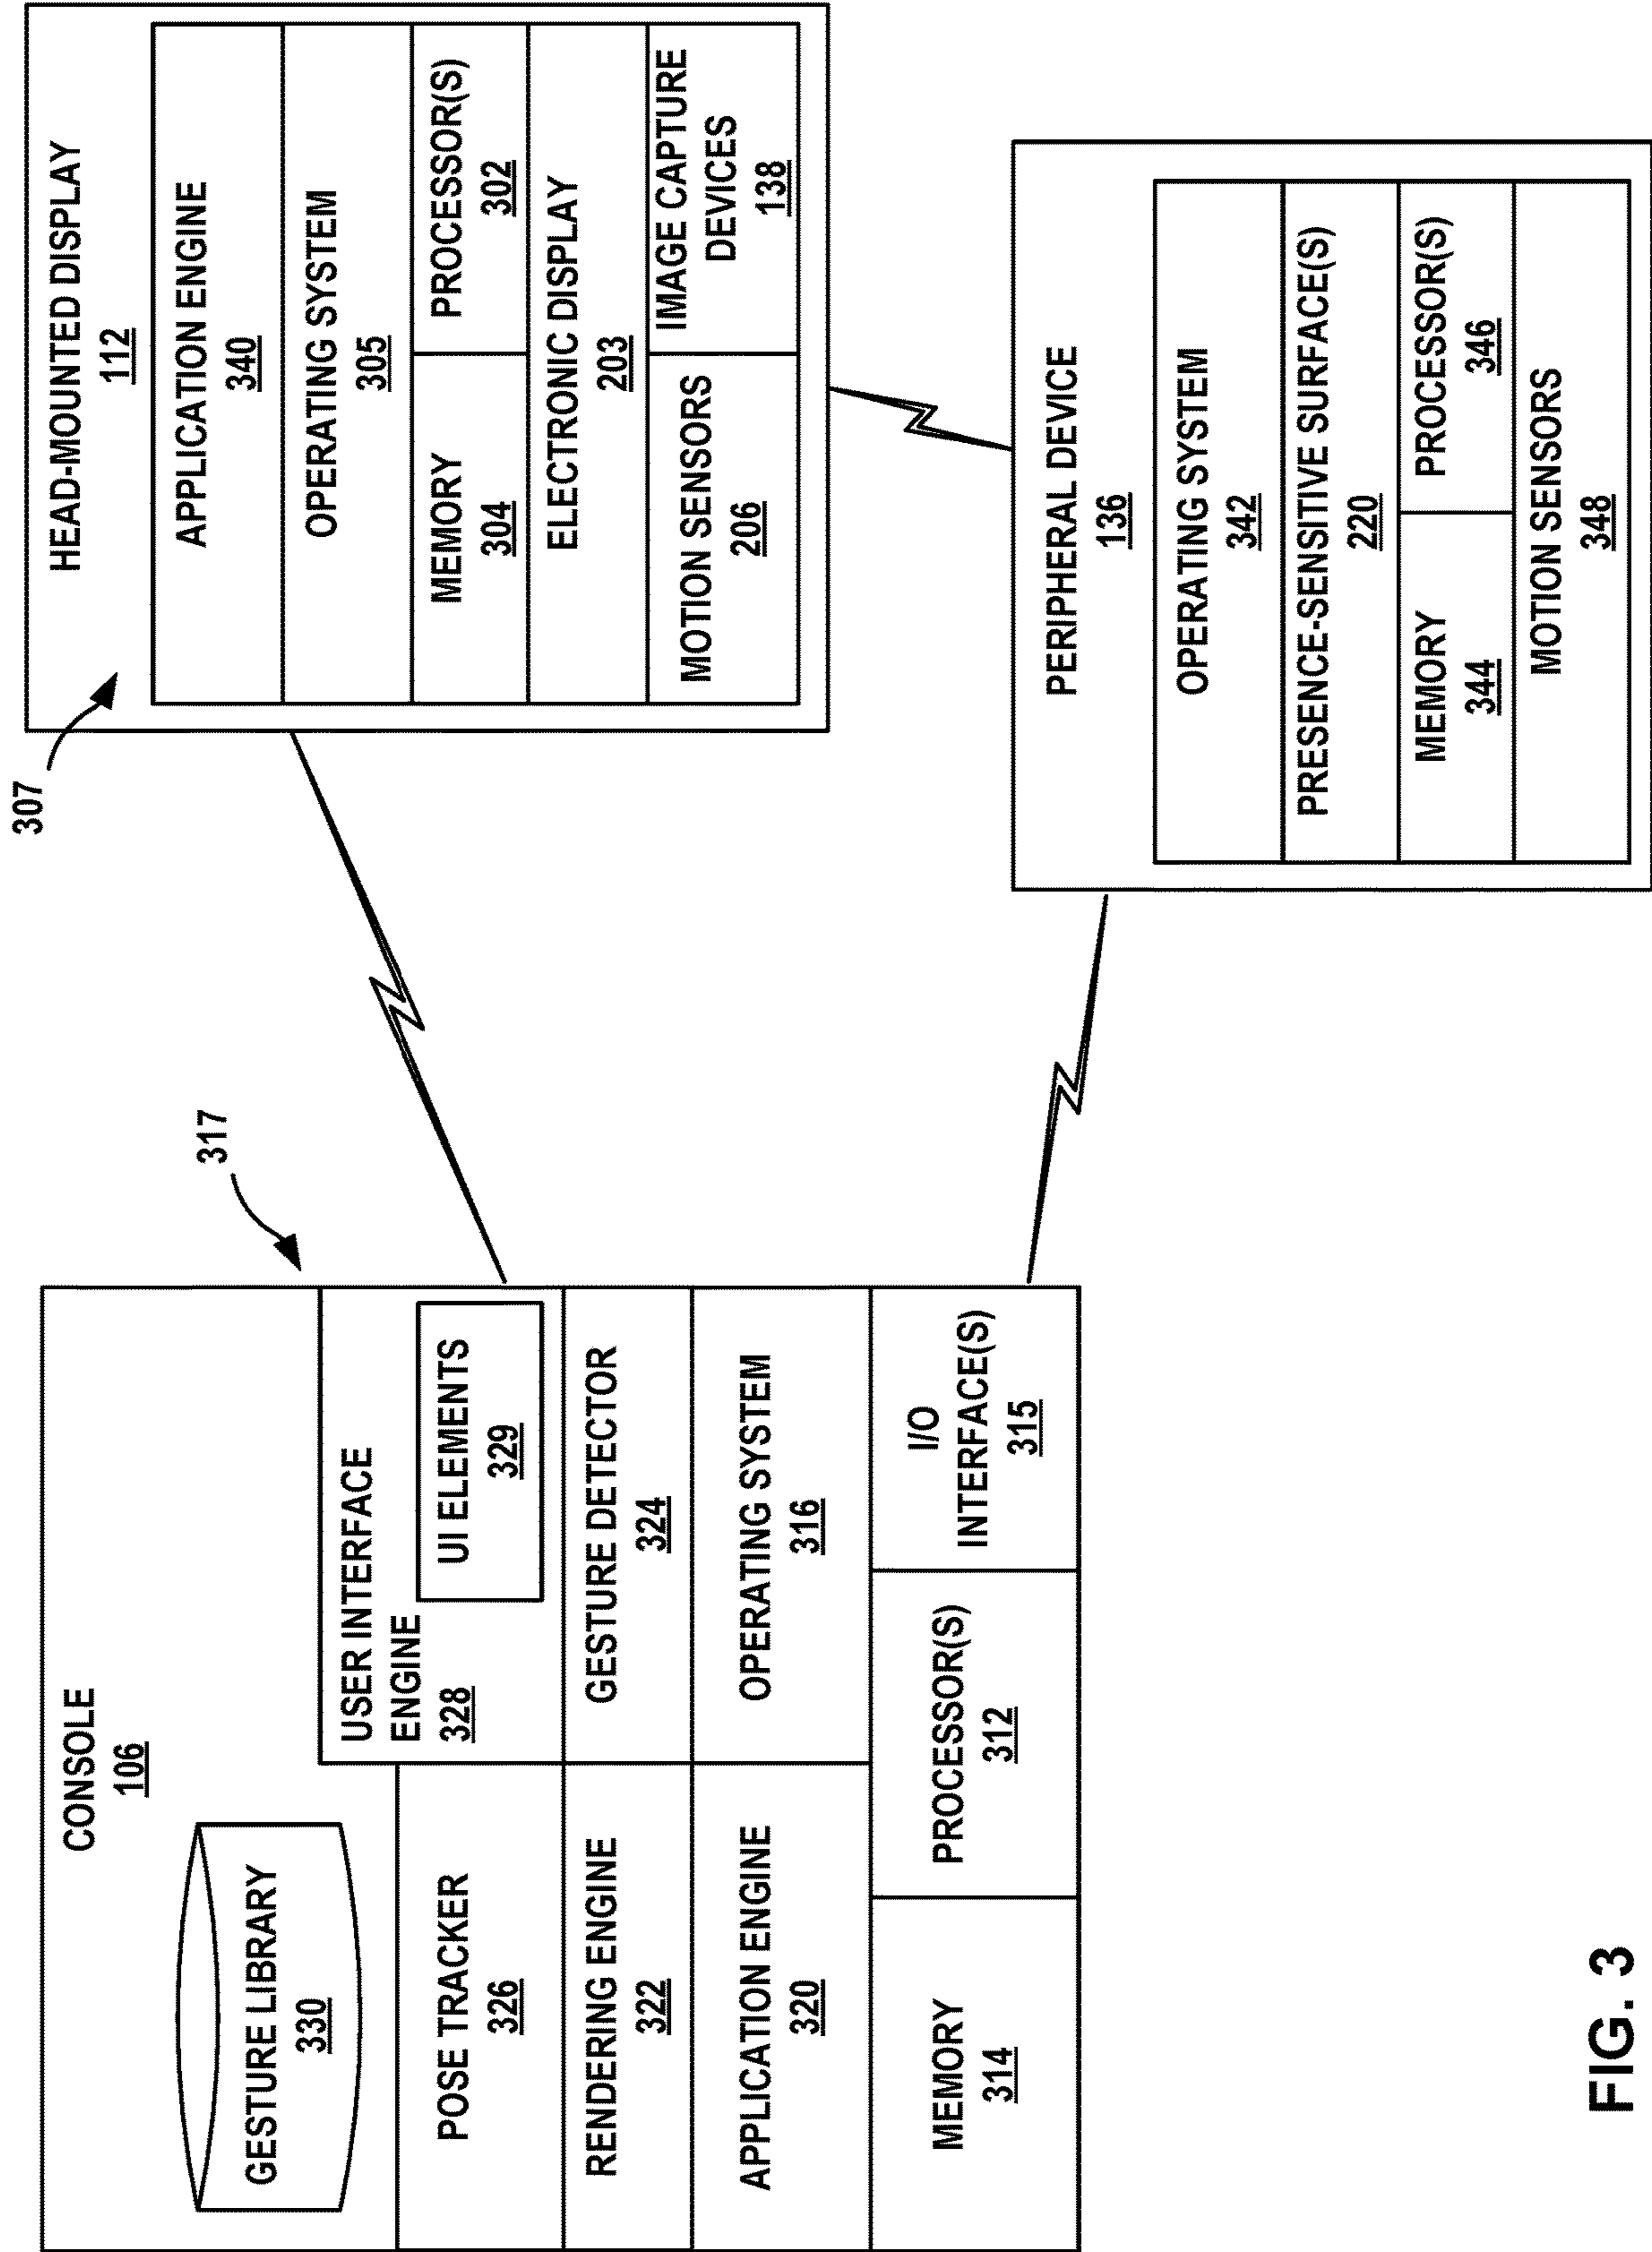 CONSOLE
106
GESTURE LIBRARY
330
POSE TRACKER
326
USER INTERFACE
ENGINE
328
UI ELEMENTS
329
RENDERING ENGINE
322
GESTURE DETECTOR
324
APPLICATION ENGINE
320
OPERATING SYSTEM
316
MEMORY
314
PROCESSOR(S)
312
I/O
INTERFACE(S)
315
317
307
HEAD-MOUNTED DISPLAY
112
APPLICATION ENGINE
340
OPERATING SYSTEM
305
MEMORY
304
PROCESSOR(S)
302
ELECTRONIC DISPLAY
203
MOTION SENSORS
206
IMAGE CAPTURE
DEVICES
138
PERIPHERAL DEVICE
136
OPERATING SYSTEM
342
PRESENCE-SENSITIVE SURFACE(S)
220
MEMORY
344
PROCESSOR(S)
346
MOTION SENSORS
348
FIG. 3